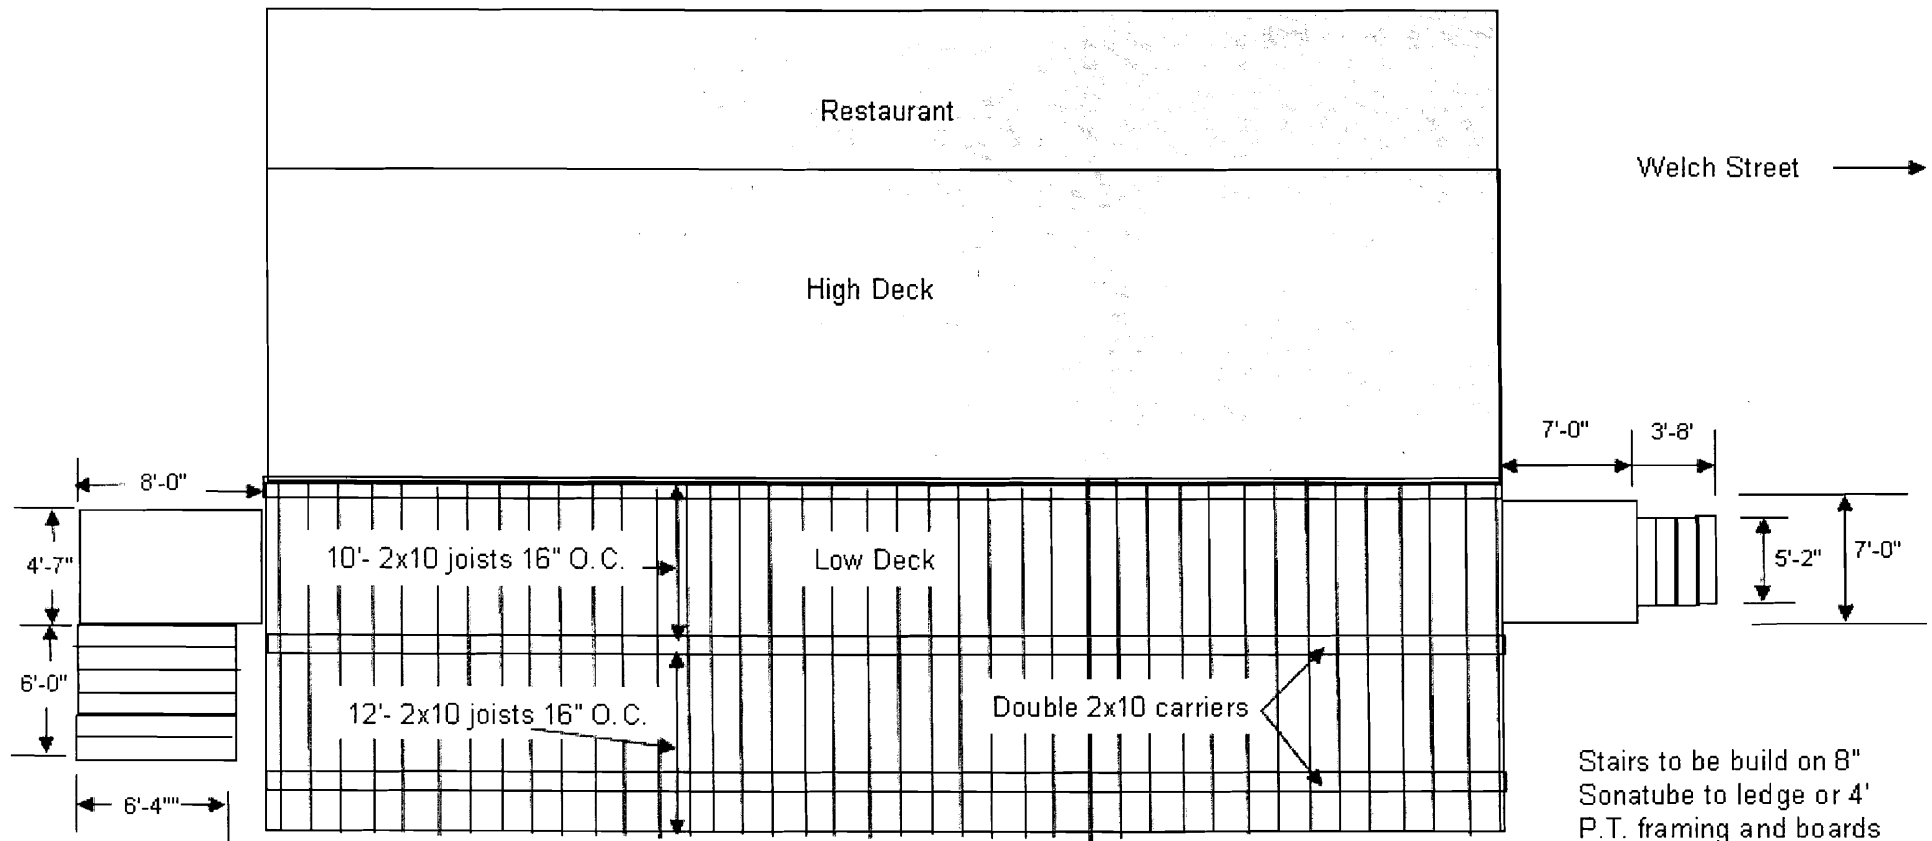 Restaurant
Welch Street
High Deck
7'-0" 3'-8'
8'-0"
10'- 2x10 joists 16" O.C.
Low Deck
4'-7"
5'-2"
7'-0"
6'-0"
12'- 2x10 joists 16" O.C.
Double 2x10 carriers
6'-4""
Stairs to be build on 8"
Sonatube to ledge or 4'
P.T. framing and boards